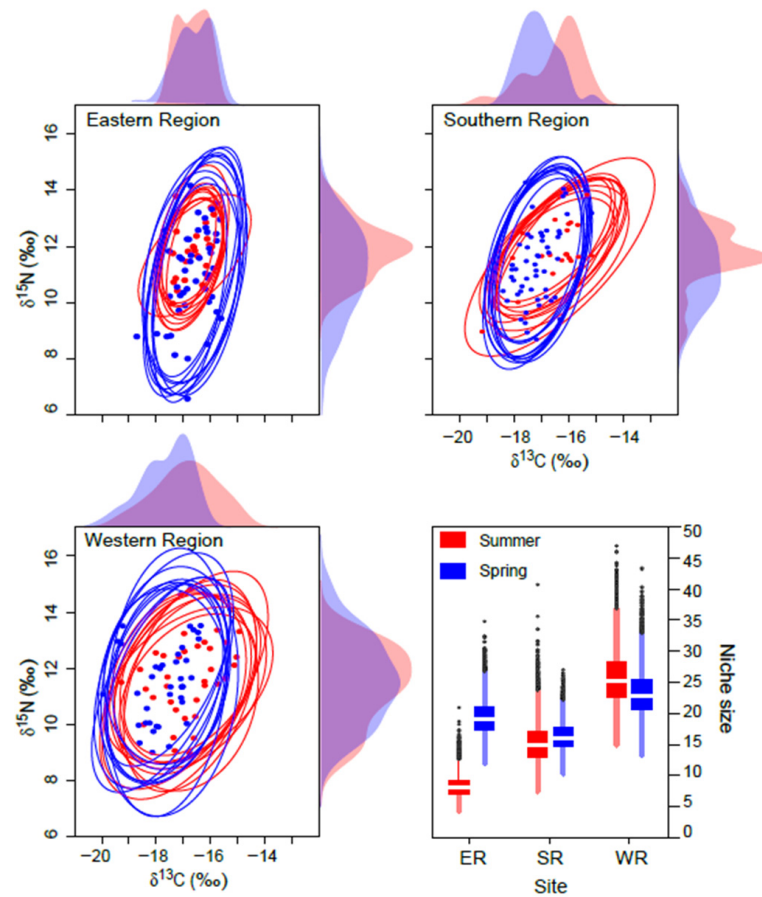 Eastern Region
16
14
12
10
8
6
δ15N (‰)
Southern Region
−20
−18
−16
−14
δ13C (‰)
Western Region
16
14
12
10
8
6
δ15N (‰)
−20
−18
−16
−14
δ13C (‰)
Summer
Spring
50
45
40
35
30
25
20
15
10
5
0
Niche size
ER
SR
WR
Site